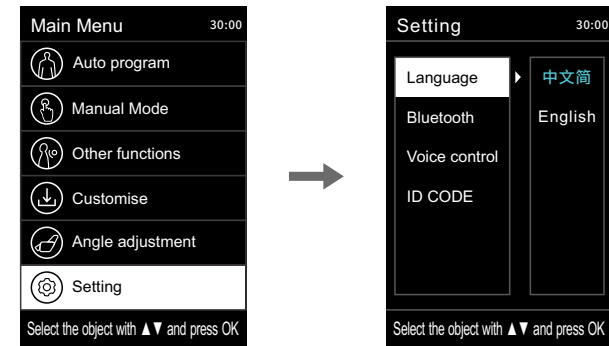 Main Menu 30:00
Auto program
Manual Mode
Other functions
Customise
Angle adjustment
Setting
Select the object with ▲▼ and press OK
Setting 30:00
Language
Bluetooth
Voice control
ID CODE
中文简
English
Select the object with ▲▼ and press OK